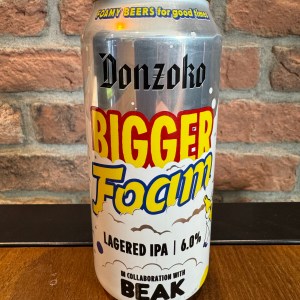 FOAMY BEERS for good times
Donzoko
BIGGER
Foam
LAGERED IPA | 6.0%
IN COLLABORATION WITH
BEAK